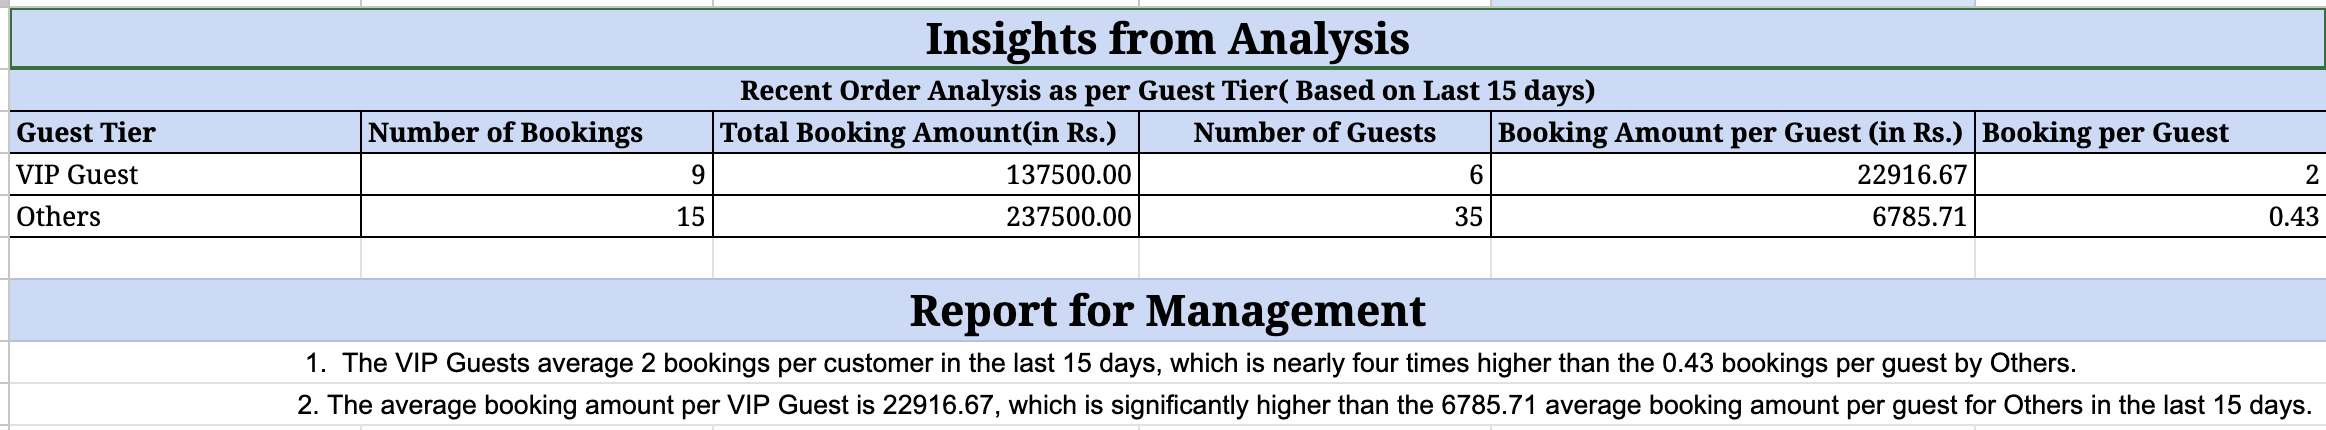 Insights from Analysis
Recent Order Analysis as per Guest Tier( Based on Last 15 days)
Guest Tier Number of Bookings Total Booking Amount(in Rs.) Number of Guests Booking Amount per Guest (in Rs.) Booking per Guest
VIP Guest 9 137500.00 6 22916.67 2
Others 15 237500.00 35 6785.71 0.43
Report for Management
1. The VIP Guests average 2 bookings per customer in the last 15 days, which is nearly four times higher than the 0.43 bookings per guest by Others.
2. The average booking amount per VIP Guest is 22916.67, which is significantly higher than the 6785.71 average booking amount per guest for Others in the last 15 days.